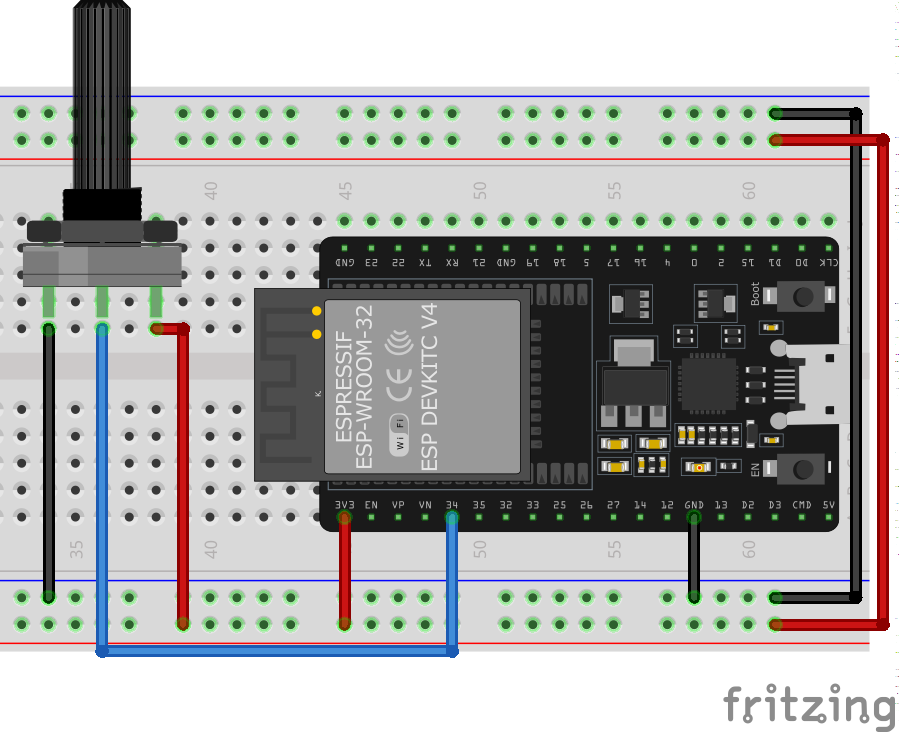 40 45 50 55 60
GND 23 22 TX RX 21 GND 19 18 5 17 16 4 0 2 15 D1 D0 CLK
Boot
ESPRESSIF
ESP-WROOM-32
Wi Fi
CE
ESP DEVKITC V4
K
EN
3V3 EN VP VN 34 35 32 33 25 26 27 14 12 GND 13 D2 D3 CMD 5V
35 40 50 55 60
fritzing